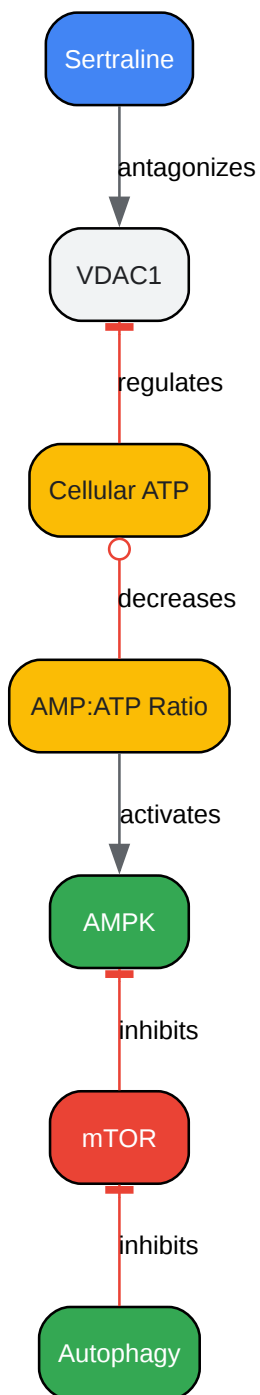 Sertraline
antagonizes
VDAC1
regulates
Cellular ATP
decreases
AMP:ATP Ratio
activates
AMPK
inhibits
mTOR
inhibits
Autophagy